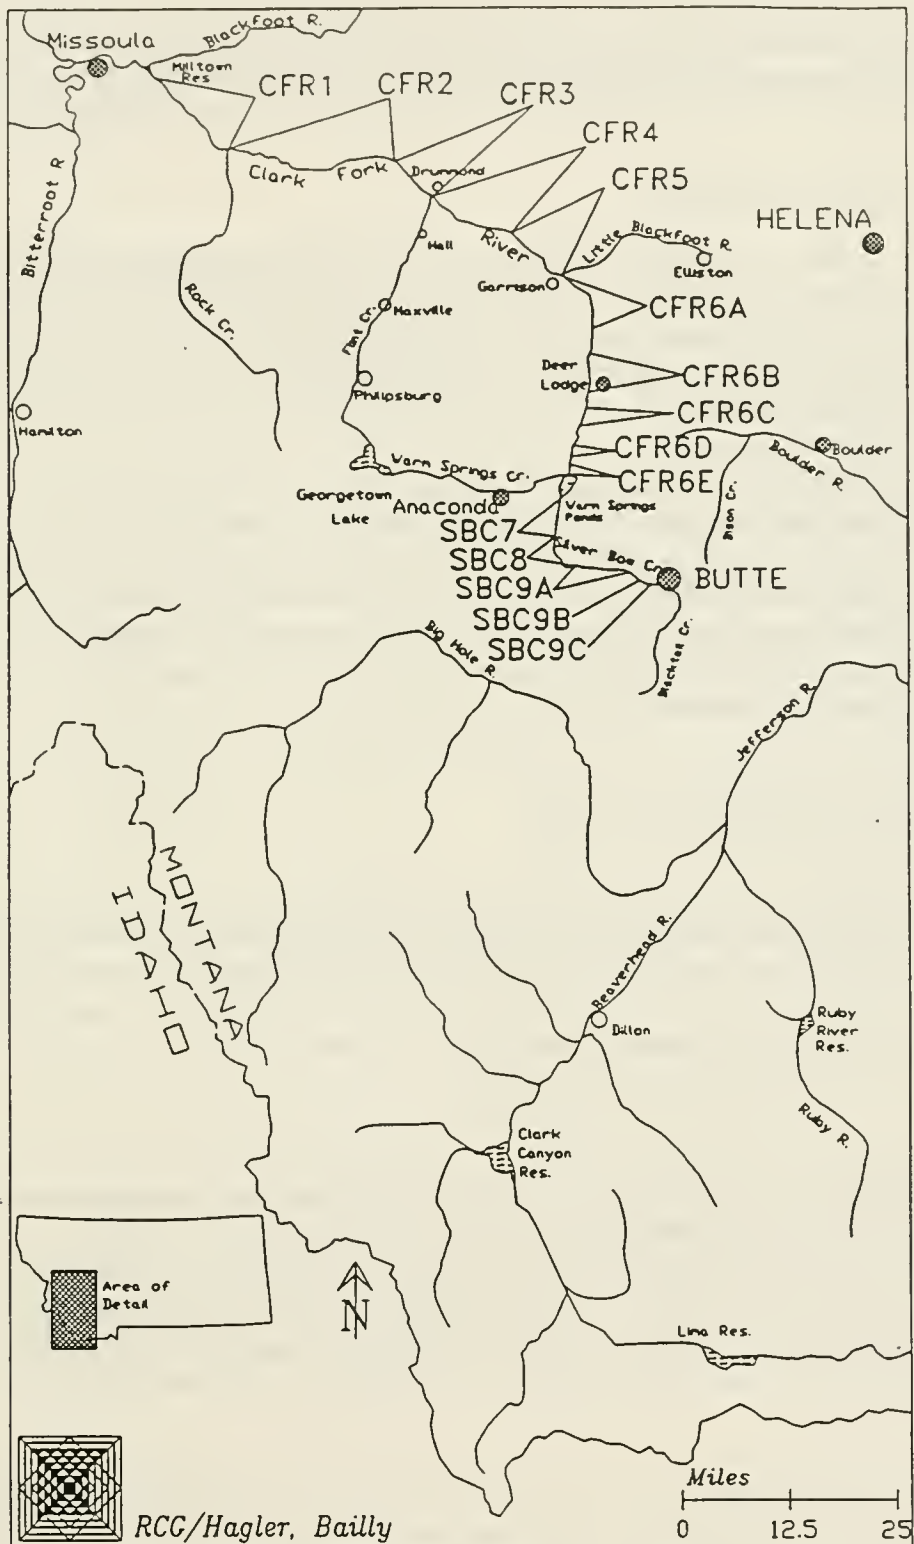 BlackFoot R.
Missoula
Milltown
Res
CFR1
CFR2
CFR3
CFR4
CFR5
Clark Fork River
Drummond
HELENA
Little BlackFoot R.
Elliston
Bitterroot R
Hall
Garrison
CFR6A
Rock Cr.
Flint Cr.
Maxville
Deer
Lodge
CFR6B
Philipsburg
CFR6C
Hamilton
CFR6D
Boulder
Boulder R.
Warm Springs Cr.
CFR6E
Georgetown
Lake
Anaconda
Warm Springs
Ponds
Bison Cr.
SBC7
Silver Bow Cr.
SBC8
SBC9A
BUTTE
SBC9B
SBC9C
Blacktail Cr.
Big Hole R.
Jefferson R.
MONTANA
IDAHO
Beaverhead R.
Dillon
Ruby
River
Res.
Ruby R.
Clark
Canyon
Res.
Area of
Detail
N
Lima Res.
Miles
RCG/Hagler, Bailly
0 12.5 25